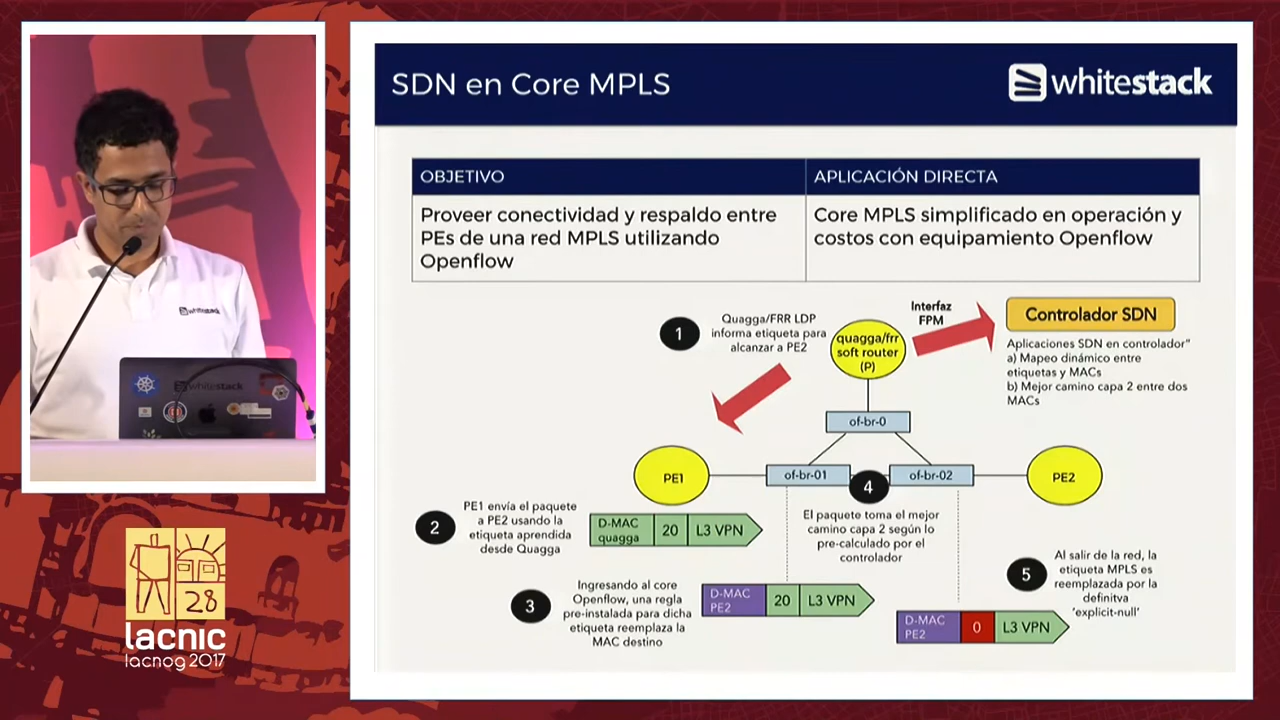 SDN en Core MPLS
whitestack
OBJETIVO
APLICACIÓN DIRECTA
Proveer conectividad y respaldo entre
PEs de una red MPLS utilizando
Openflow
Core MPLS simplificado en operación y
costos con equipamiento Openflow
1
Quagga/FRR LDP
informa etiqueta para
alcanzar a PE2
quagga/frr
soft router
(P)
Interfaz
FPM
Controlador SDN
Aplicaciones SDN en controlador"
a) Mapeo dinámico entre
etiquetas y MACs
b) Mejor camino capa 2 entre dos
MACs
of-br-0
PE1
of-br-01
4
of-br-02
PE2
2
PE1 envía el paquete
a PE2 usando la
etiqueta aprendida
desde Quagga
D-MAC
quagga
20
L3 VPN
El paquete toma el mejor
camino capa 2 según lo
pre-calculado por el
controlador
3
Ingresando al core
Openflow, una regla
pre-instalada para dicha
etiqueta reemplaza la
MAC destino
D-MAC
PE2
20
L3 VPN
5
Al salir de la red, la
etiqueta MPLS es
reemplazada por la
definitva
'explicit-null'
D-MAC
PE2
0
L3 VPN
whitestack
whitestack
28
lacnic
lacnog 2017